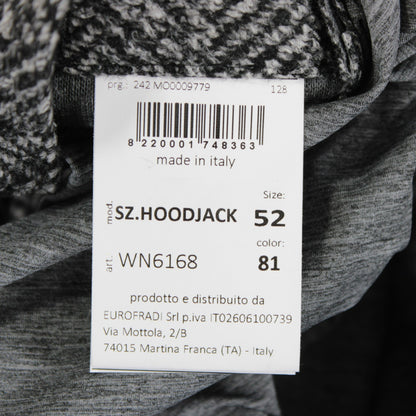 prg.: 242 MO0009779 128
8 220001 748363
made in italy
Size:
mod. SZ.HOODJACK 52
color:
art. WN6168 81
prodotto e distribuito da
EUROFRADI Srl p.iva IT02606100739
Via Mottola, 2/B
74015 Martina Franca (TA) - Italy